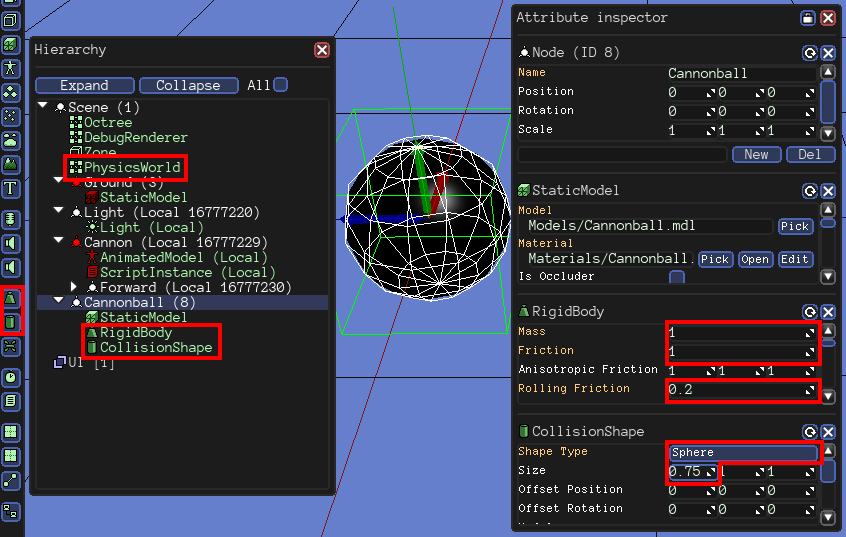 Hierarchy
Expand Collapse All
Scene (1)
Octree
DebugRenderer
Zone
PhysicsWorld
Ground (3)
StaticModel
Light (Local 16777220)
Light (Local)
Cannon (Local 16777229)
AnimatedModel (Local)
ScriptInstance (Local)
Forward (Local 16777230)
Cannonball (8)
StaticModel
RigidBody
CollisionShape
UI [1]
Attribute inspector
Node (ID 8)
Name Cannonball
Position 0 0 0
Rotation 0 0 0
Scale 1 1 1
New Del
StaticModel
Model
Models/Cannonball.mdl Pick
Material
Materials/Cannonball. Pick Open Edit
Is Occluder
RigidBody
Mass 1
Friction 1
Anisotropic Friction 1 1 1
Rolling Friction 0.2
CollisionShape
Shape Type Sphere
Size 0.75 1 1
Offset Position 0 0 0
Offset Rotation 0 0 0